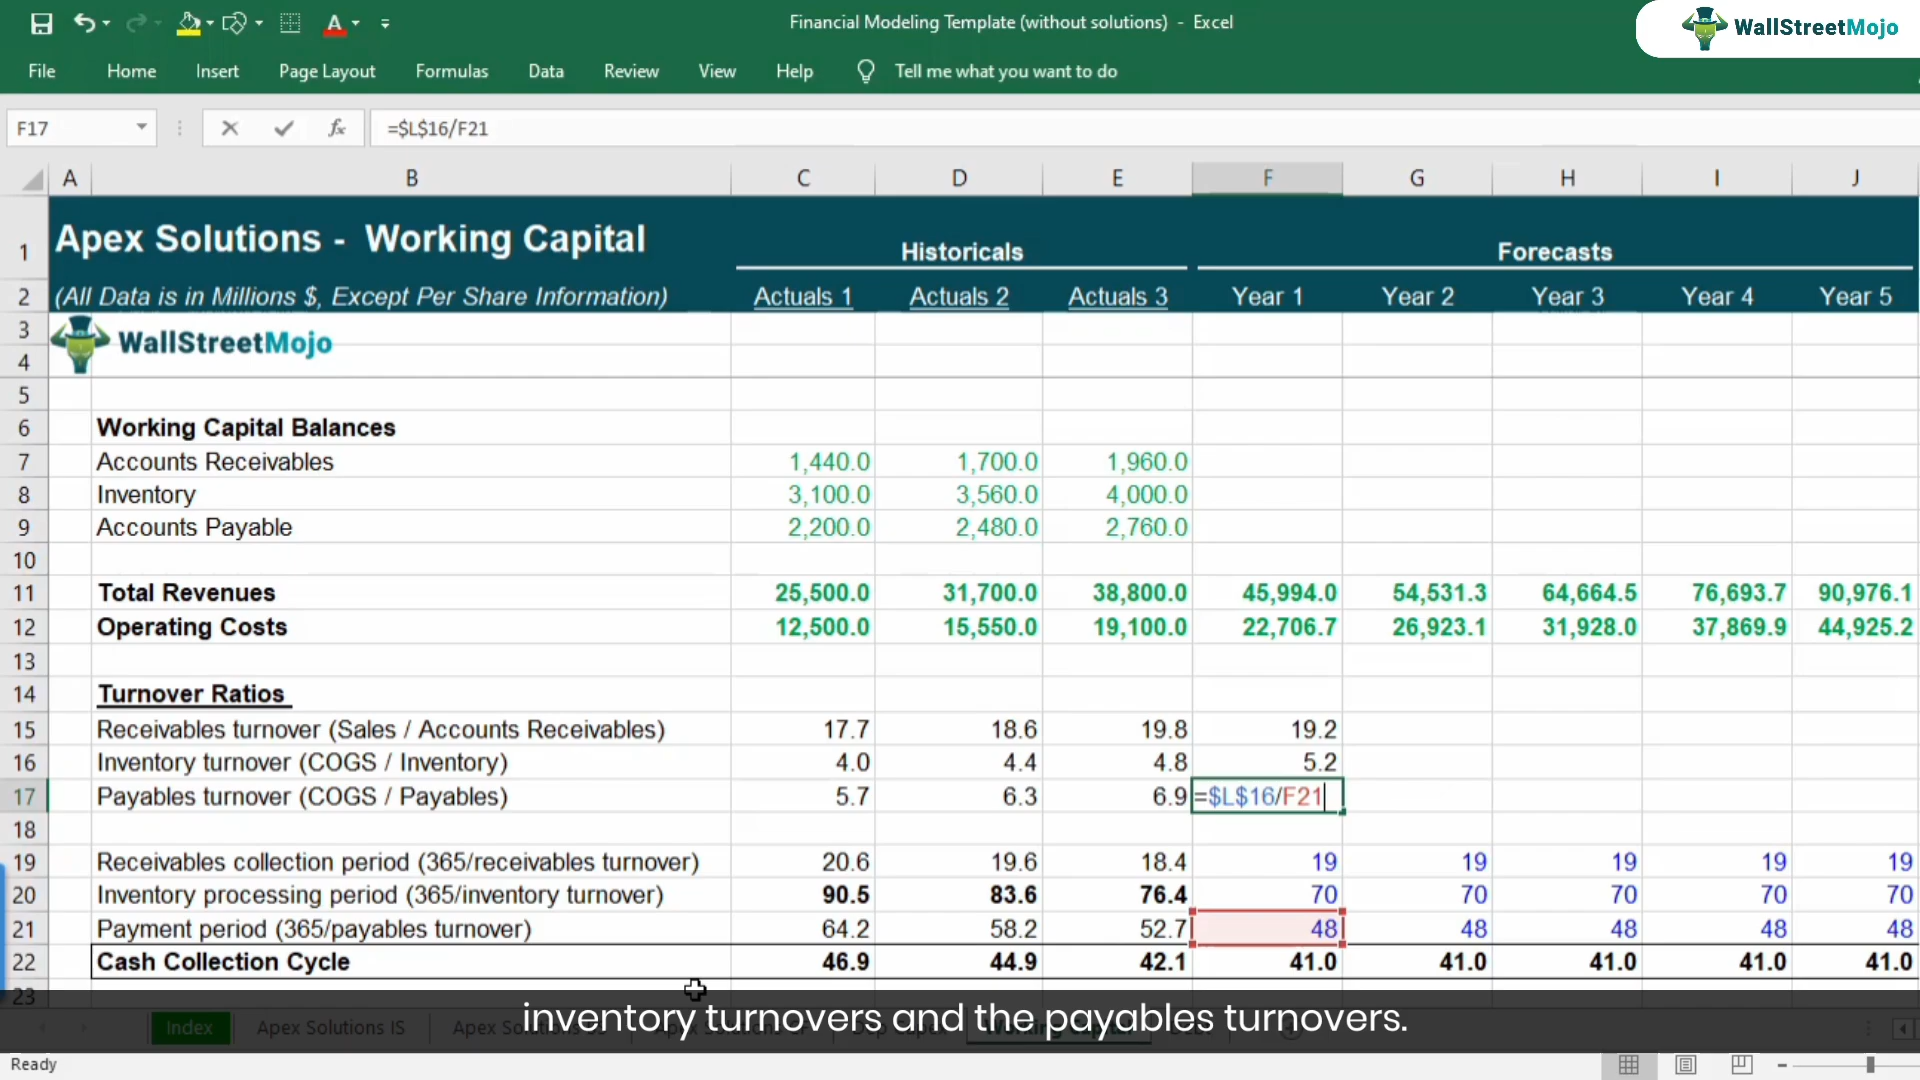 Financial Modeling Template (without solutions) - Excel
WallStreetMojo
File Home Insert Page Layout Formulas Data Review View Help Tell me what you want to do
F17 fx =$L$16/F21
A B C D E F G H I J
1 Apex Solutions - Working Capital Historicals Forecasts
2 (All Data is in Millions $, Except Per Share Information) Actuals 1 Actuals 2 Actuals 3 Year 1 Year 2 Year 3 Year 4 Year 5
3 WallStreetMojo
4
5
6 Working Capital Balances
7 Accounts Receivables 1,440.0 1,700.0 1,960.0
8 Inventory 3,100.0 3,560.0 4,000.0
9 Accounts Payable 2,200.0 2,480.0 2,760.0
10
11 Total Revenues 25,500.0 31,700.0 38,800.0 45,994.0 54,531.3 64,664.5 76,693.7 90,976.1
12 Operating Costs 12,500.0 15,550.0 19,100.0 22,706.7 26,923.1 31,928.0 37,869.9 44,925.2
13
14 Turnover Ratios
15 Receivables turnover (Sales / Accounts Receivables) 17.7 18.6 19.8 19.2
16 Inventory turnover (COGS / Inventory) 4.0 4.4 4.8 5.2
17 Payables turnover (COGS / Payables) 5.7 6.3 6.9 =$L$16/F21
18
19 Receivables collection period (365/receivables turnover) 20.6 19.6 18.4 19 19 19 19 19
20 Inventory processing period (365/inventory turnover) 90.5 83.6 76.4 70 70 70 70 70
21 Payment period (365/payables turnover) 64.2 58.2 52.7 48 48 48 48 48
22 Cash Collection Cycle 46.9 44.9 42.1 41.0 41.0 41.0 41.0 41.0
23
inventory turnovers and the payables turnovers.
Index Apex Solutions IS Apex
Ready